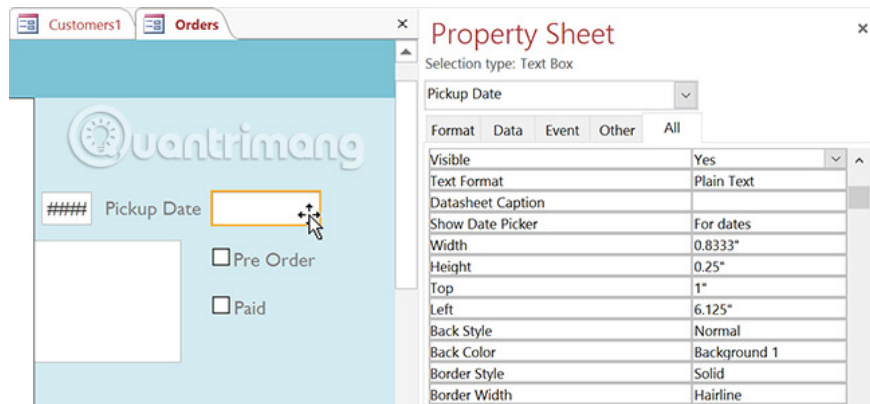 Customers1
Orders
Quantrimang
#### Pickup Date
Pre Order
Paid
Property Sheet
Selection type: Text Box
Pickup Date
Format Data Event Other All
Visible Yes
Text Format Plain Text
Datasheet Caption
Show Date Picker For dates
Width 0.8333"
Height 0.25"
Top 1"
Left 6.125"
Back Style Normal
Back Color Background 1
Border Style Solid
Border Width Hairline